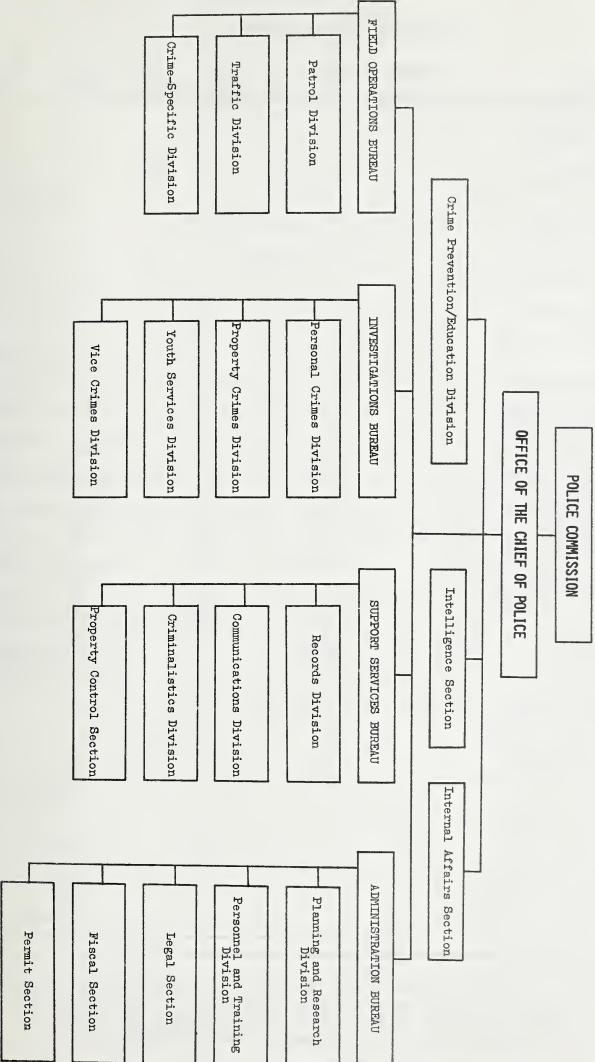 POLICE COMMISSION
OFFICE OF THE CHIEF OF POLICE
Crime Prevention/Education Division
Intelligence Section
Internal Affairs Section
FIELD OPERATIONS BUREAU
Patrol Division
Traffic Division
Crime-Specific Division
INVESTIGATIONS BUREAU
Personal Crimes Division
Property Crimes Division
Youth Services Division
Vice Crimes Division
SUPPORT SERVICES BUREAU
Records Division
Communications Division
Criminalistics Division
Property Control Section
ADMINISTRATION BUREAU
Planning and Research
Division
Personnel and Training
Division
Legal Section
Fiscal Section
Permit Section